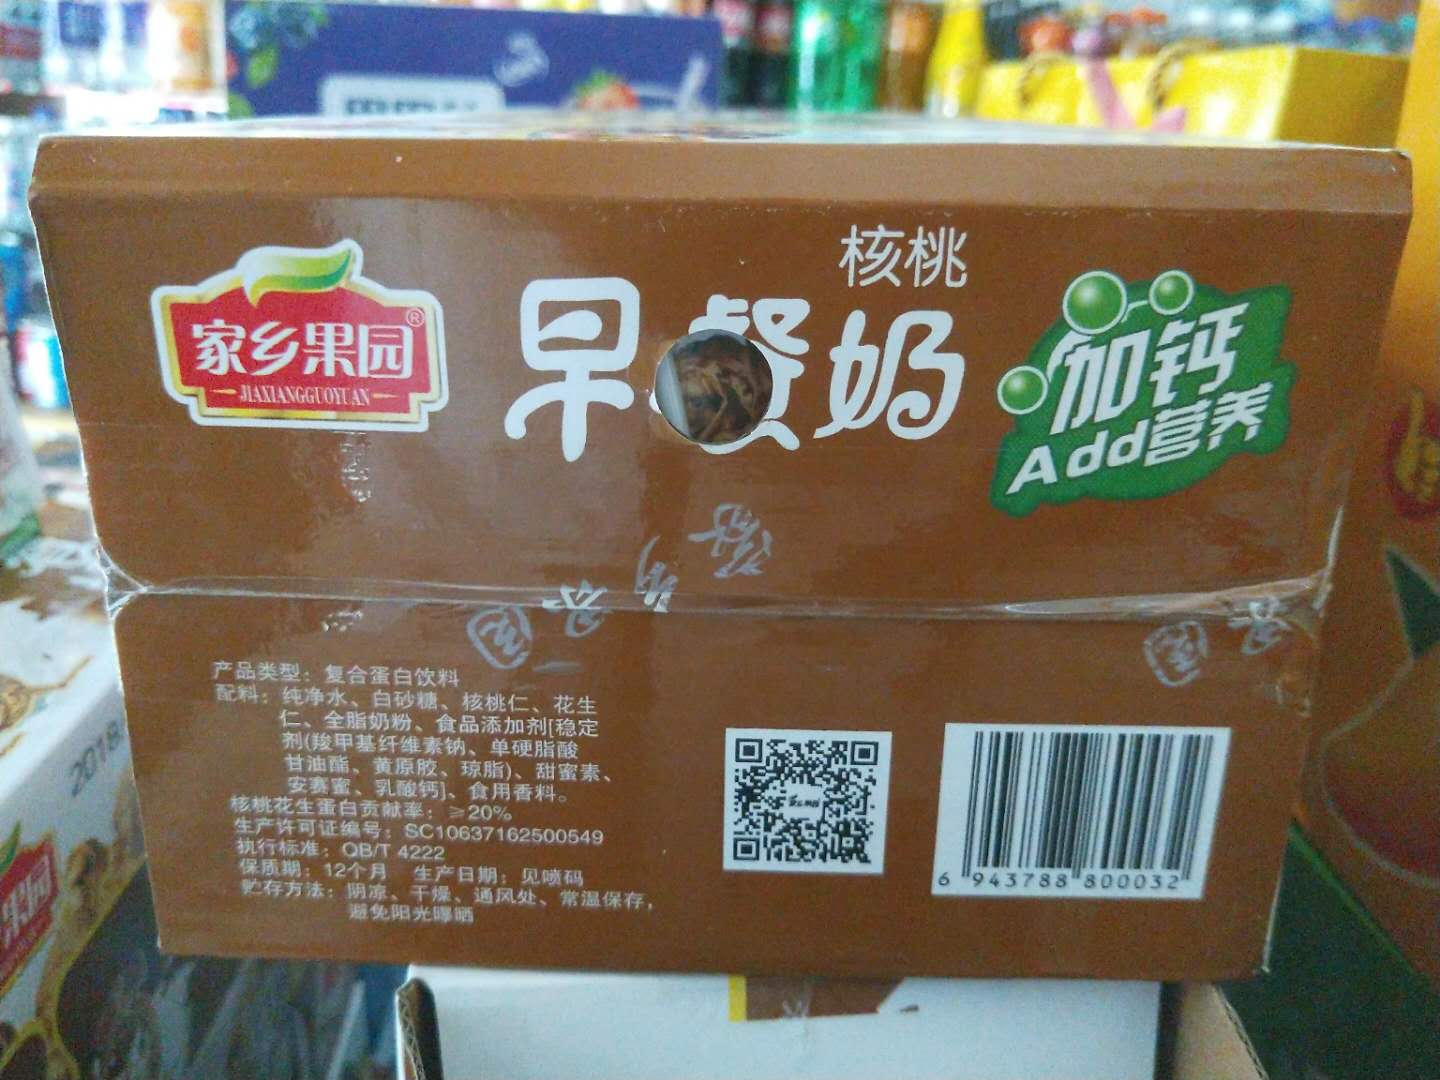 核桃
家乡果园®
JIAXIANGGUOYUAN
早餐奶
加钙
Add营养
产品类型：复合蛋白饮料
配料：纯净水、白砂糖、核桃仁、花生
仁、全脂奶粉、食品添加剂[稳定
剂(羧甲基纤维素钠、单硬脂酸
甘油酯、黄原胶、琼脂)、甜蜜素、
安赛蜜、乳酸钙]、食用香料。
核桃花生蛋白贡献率：≥20%
生产许可证编号：SC10637162500549
执行标准：QB/T 4222
保质期：12个月 生产日期：见喷码
贮存方法：阴凉、干燥、通风处、常温保存，
避免阳光曝晒
6 943788 800032
2018